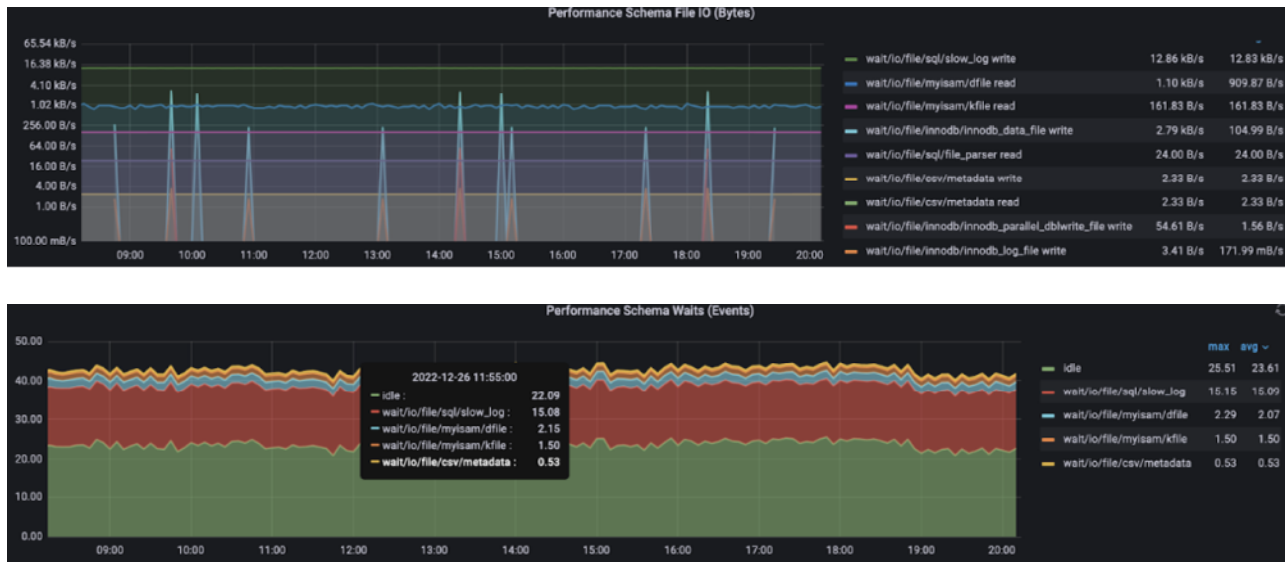 Performance Schema File IO (Bytes)
65.54 kB/s
16.38 kB/s
4.10 kB/s
1.02 kB/s
256.00 B/s
64.00 B/s
16.00 B/s
4.00 B/s
1.00 B/s
100.00 mB/s
09:00 10:00 11:00 12:00 13:00 14:00 15:00 16:00 17:00 18:00 19:00 20:00
wait/io/file/sql/slow_log write 12.86 kB/s 12.83 kB/s
wait/io/file/myisam/dfile read 1.10 kB/s 909.87 B/s
wait/io/file/myisam/kfile read 161.83 B/s 161.83 B/s
wait/io/file/innodb/innodb_data_file write 2.79 kB/s 104.99 B/s
wait/io/file/sql/file_parser read 24.00 B/s 24.00 B/s
wait/io/file/csv/metadata write 2.33 B/s 2.33 B/s
wait/io/file/csv/metadata read 2.33 B/s 2.33 B/s
wait/io/file/innodb/innodb_parallel_dblwrite_file write 54.61 B/s 1.56 B/s
wait/io/file/innodb/innodb_log_file write 3.41 B/s 171.99 mB/s
Performance Schema Waits (Events)
50.00
40.00
30.00
20.00
10.00
0.00
09:00 10:00 11:00 12:00 13:00 14:00 15:00 16:00 17:00 18:00 19:00 20:00
2022-12-26 11:55:00
idle : 22.09
wait/io/file/sql/slow_log : 15.08
wait/io/file/myisam/dfile : 2.15
wait/io/file/myisam/kfile : 1.50
wait/io/file/csv/metadata : 0.53
max avg
idle 25.51 23.61
wait/io/file/sql/slow_log 15.15 15.09
wait/io/file/myisam/dfile 2.29 2.07
wait/io/file/myisam/kfile 1.50 1.50
wait/io/file/csv/metadata 0.53 0.53